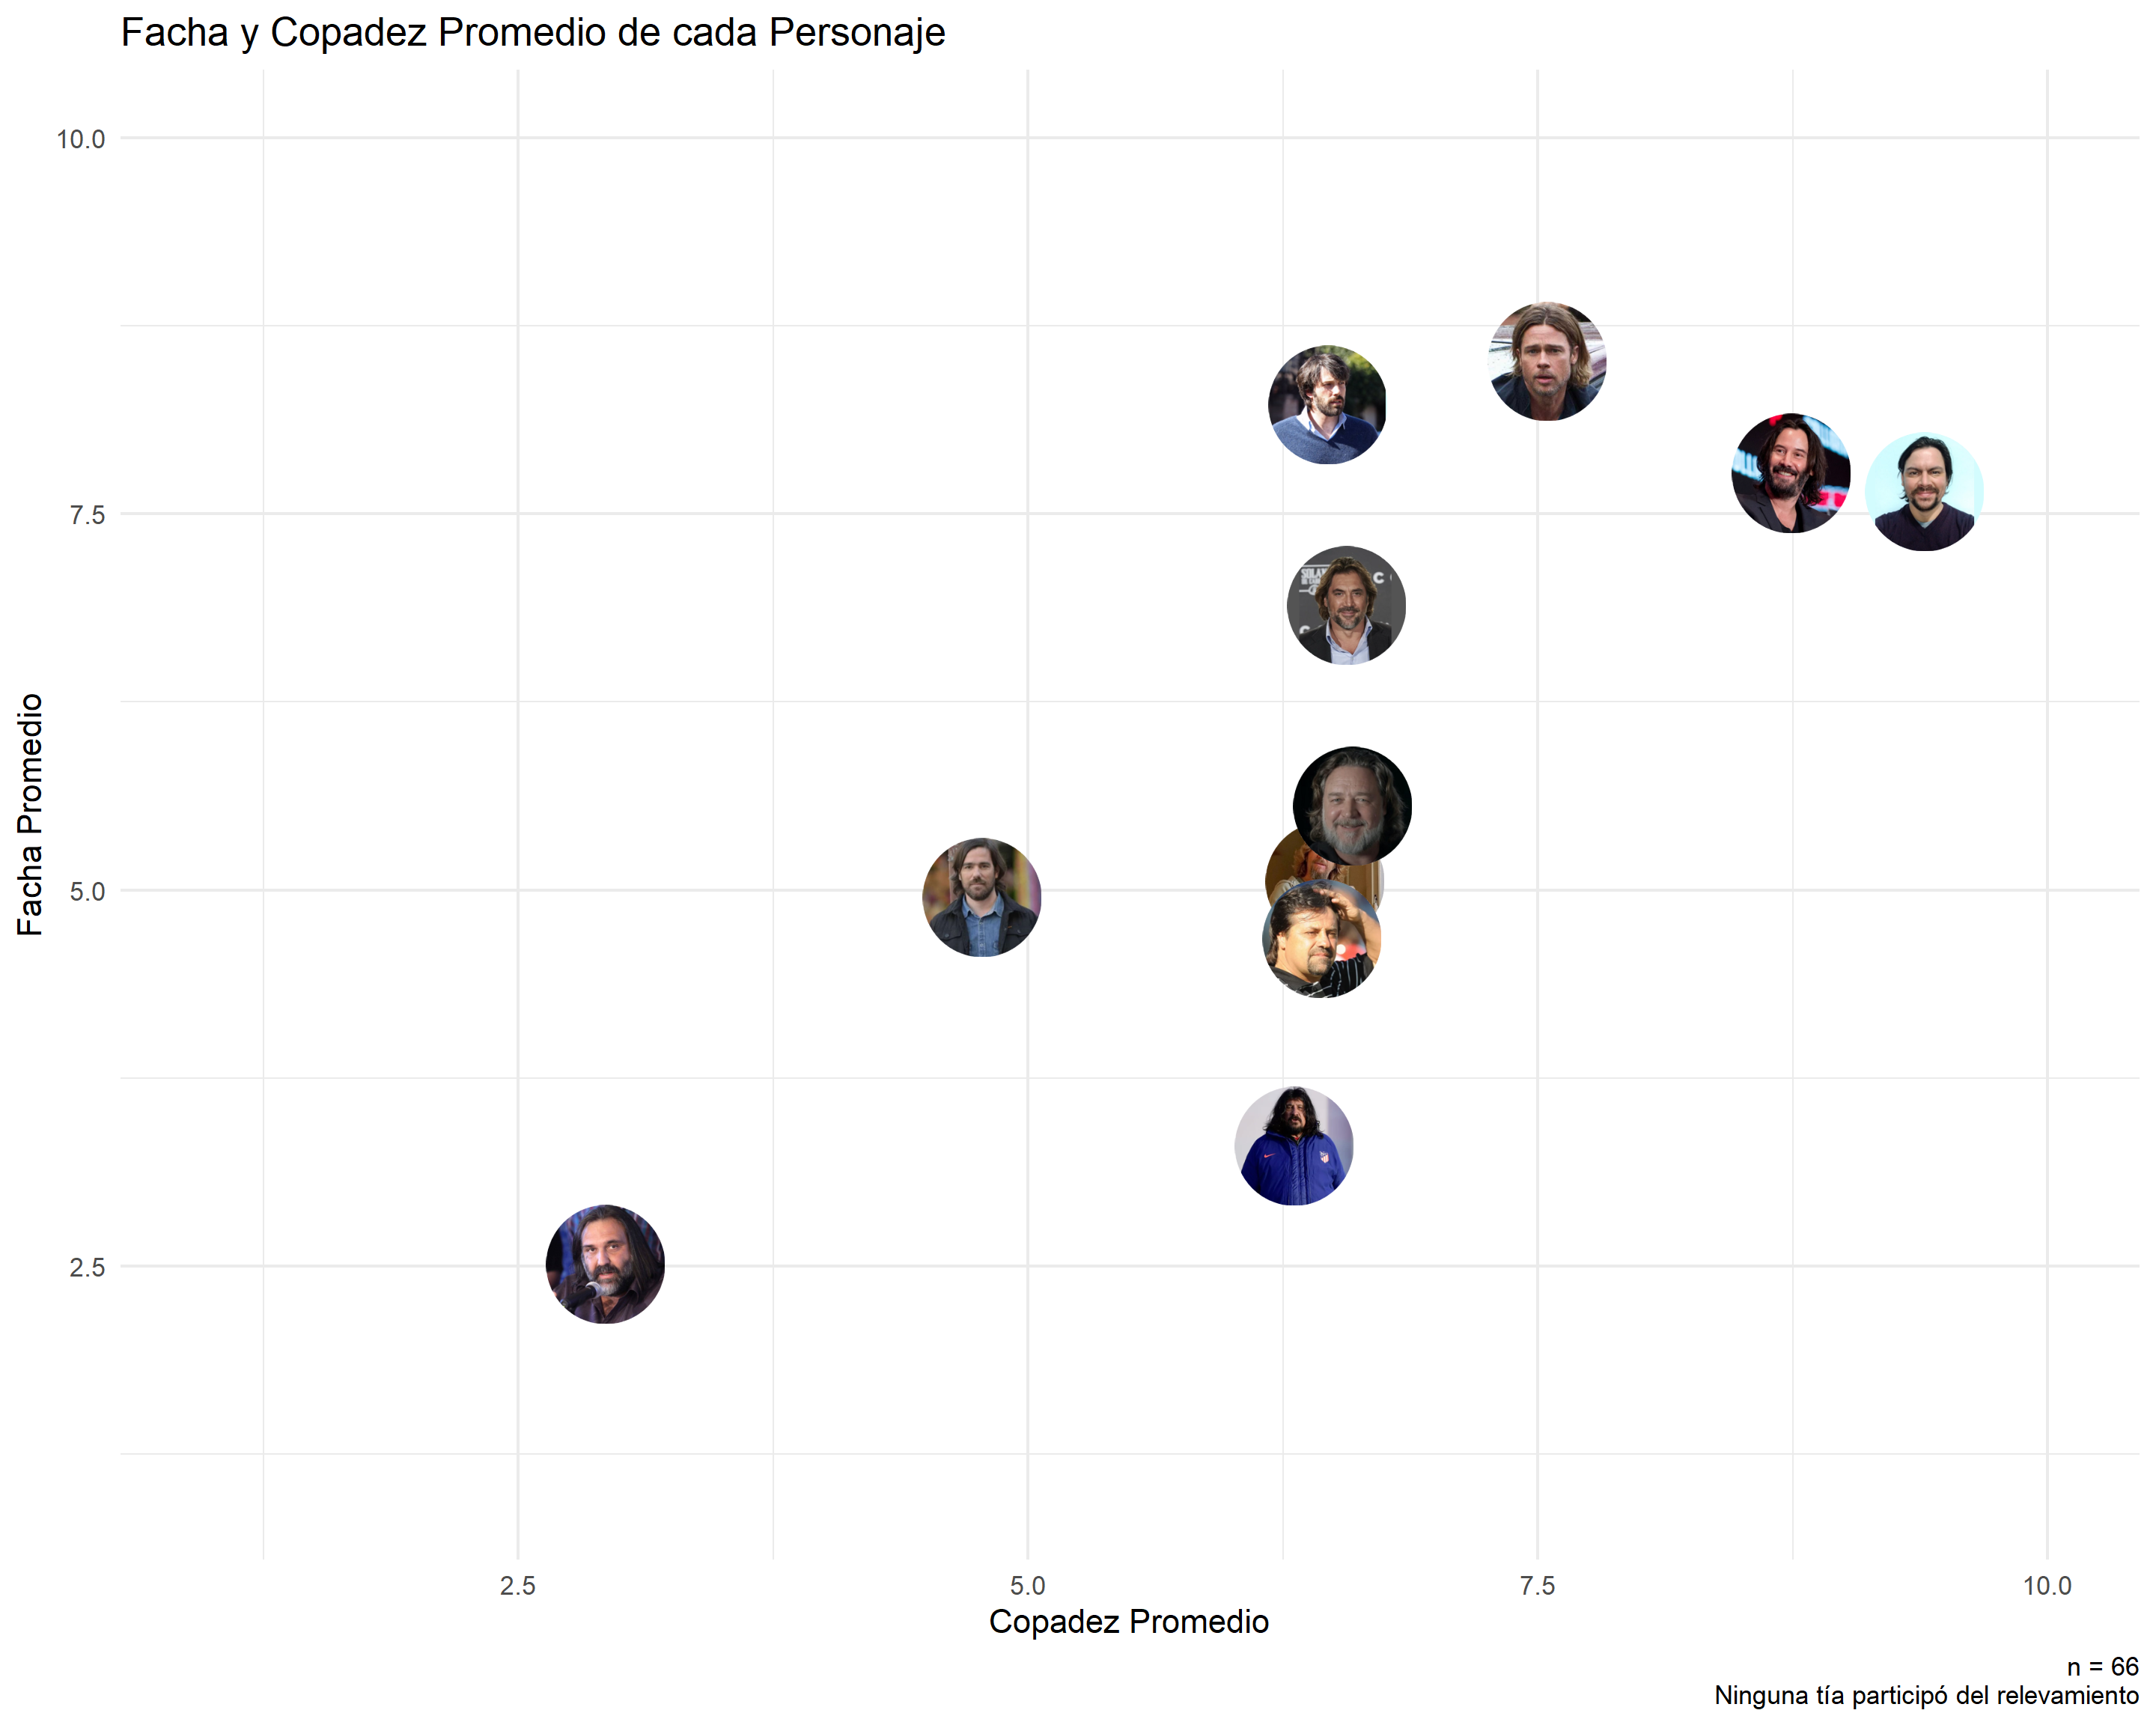 Facha y Copadez Promedio de cada Personaje
10.0
7.5
5.0
2.5
Facha Promedio
2.5 5.0 7.5 10.0
Copadez Promedio
n = 66
Ninguna tía participó del relevamiento